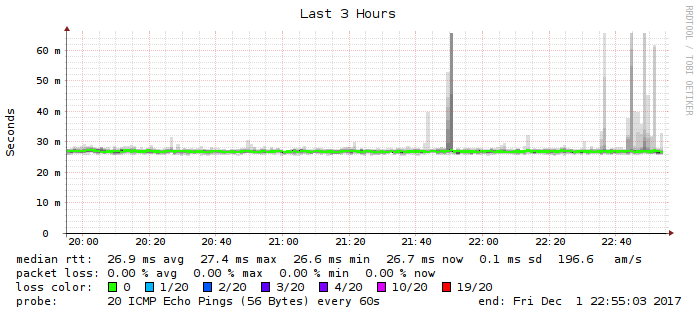 Last 3 Hours
RRDTOOL / TOBI OETIKER
Seconds
60 m
50 m
40 m
30 m
20 m
10 m
0
20:00 20:20 20:40 21:00 21:20 21:40 22:00 22:20 22:40
median rtt: 26.9 ms avg 27.4 ms max 26.6 ms min 26.7 ms now 0.1 ms sd 196.6 am/s
packet loss: 0.00 % avg 0.00 % max 0.00 % min 0.00 % now
loss color: 0 1/20 2/20 3/20 4/20 10/20 19/20
probe: 20 ICMP Echo Pings (56 Bytes) every 60s end: Fri Dec 1 22:55:03 2017